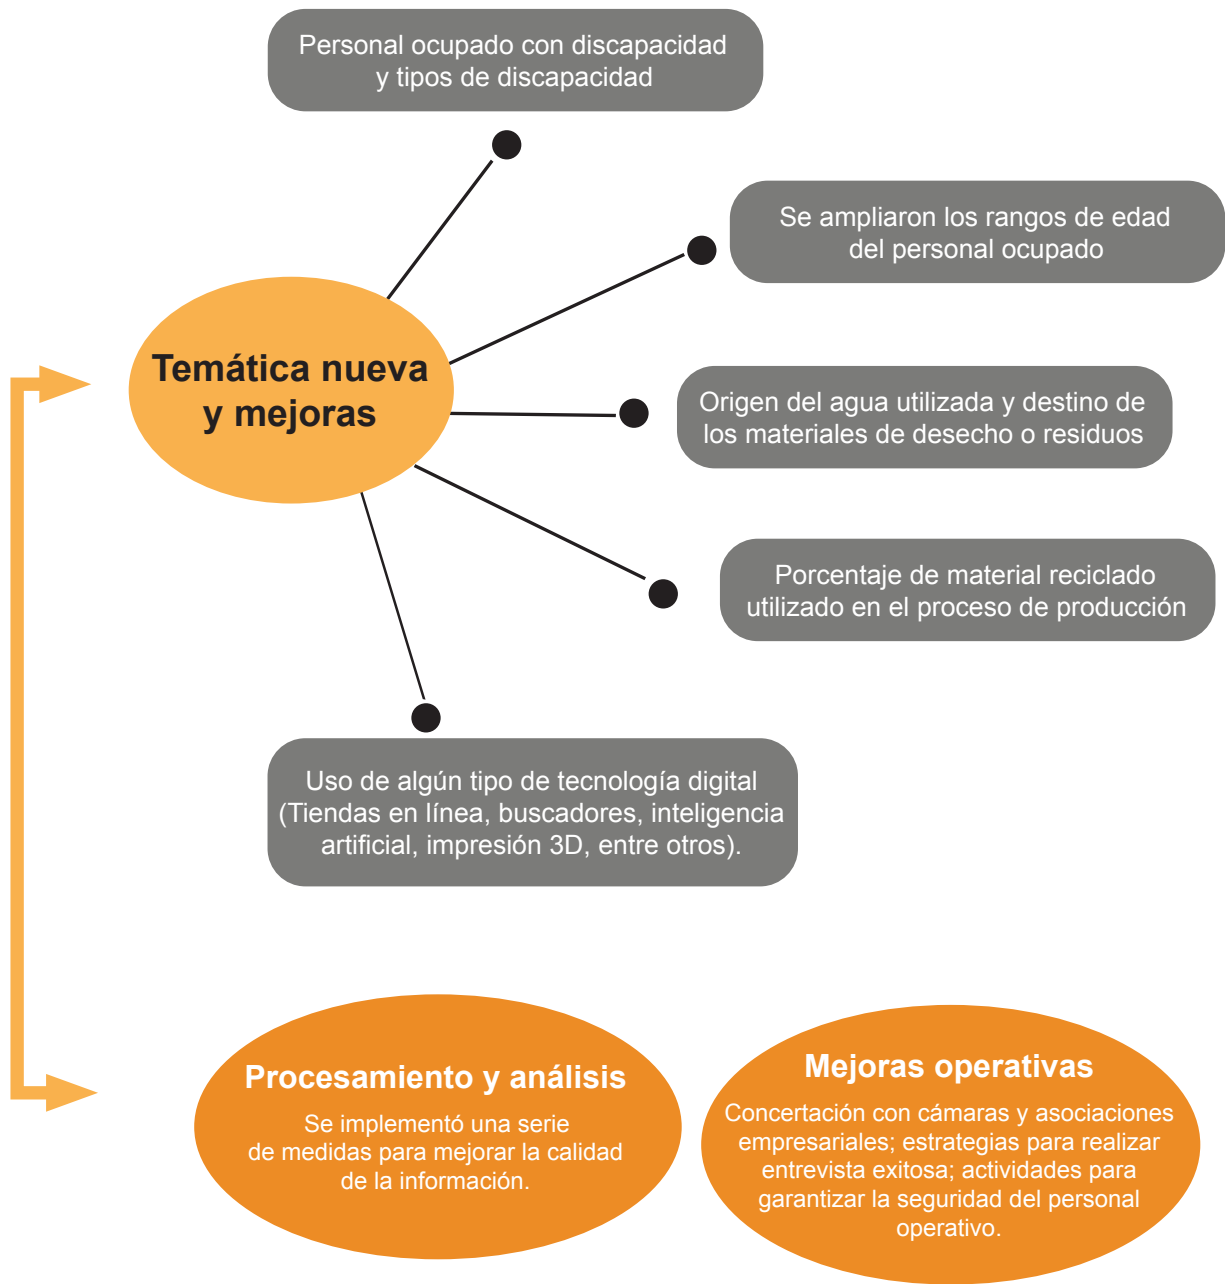 Personal ocupado con discapacidad
y tipos de discapacidad
Se ampliaron los rangos de edad
del personal ocupado
Temática nueva
y mejoras
Origen del agua utilizada y destino de
los materiales de desecho o residuos
Porcentaje de material reciclado
utilizado en el proceso de producción
Uso de algún tipo de tecnología digital
(Tiendas en línea, buscadores, inteligencia
artificial, impresión 3D, entre otros).
Procesamiento y análisis
Se implementó una serie
de medidas para mejorar la calidad
de la información.
Mejoras operativas
Concertación con cámaras y asociaciones
empresariales; estrategias para realizar
entrevista exitosa; actividades para
garantizar la seguridad del personal
operativo.